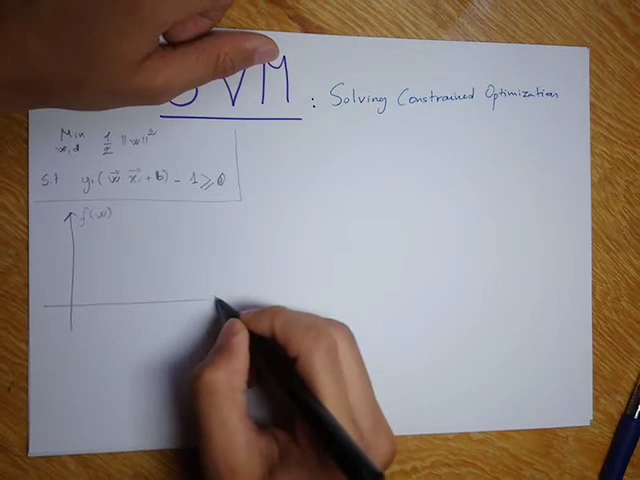 SVM : Solving Constrained Optimization
Min 1/2 ||w||²
w,b
s.t yi( w⃗ x⃗i + b) - 1 ⩾ 0
f(w)